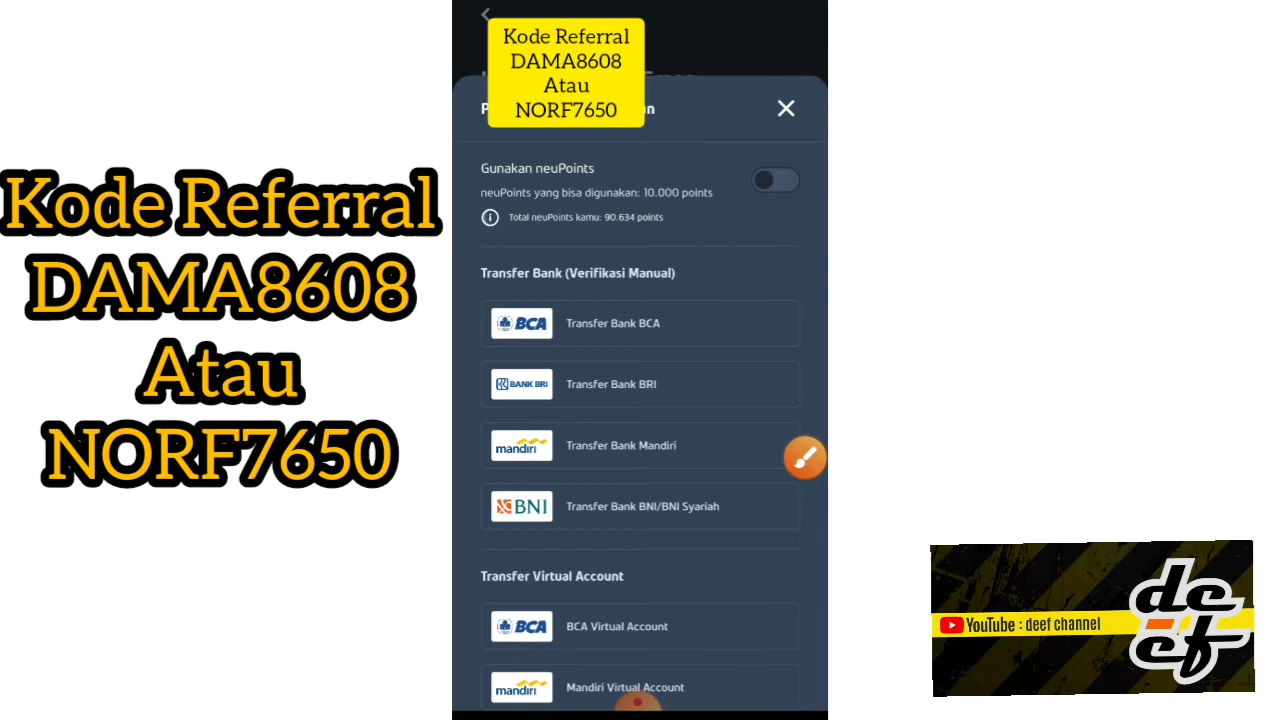 Kode Referral
DAMA8608
Atau
NORF7650
Kode Referral
DAMA8608
Atau
NORF7650
Gunakan neuPoints
neuPoints yang bisa digunakan: 10.000 points
Total neuPoints kamu: 90.634 points
Transfer Bank (Verifikasi Manual)
BCA Transfer Bank BCA
BANK BRI Transfer Bank BRI
mandiri Transfer Bank Mandiri
BNI Transfer Bank BNI/BNI Syariah
Transfer Virtual Account
BCA BCA Virtual Account
mandiri Mandiri Virtual Account
YouTube : deef channel
de
ef